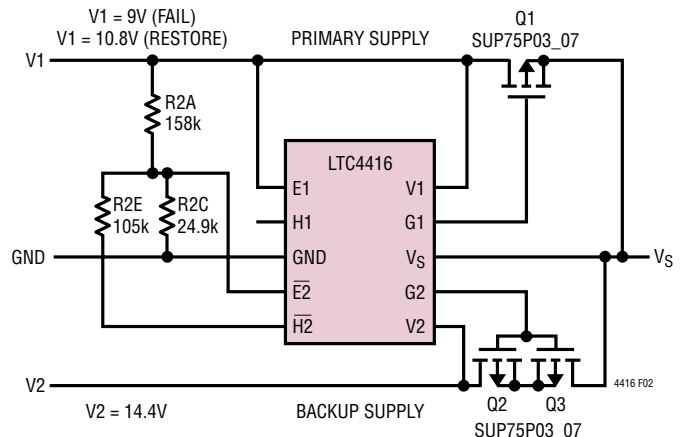 V1 = 9V (FAIL)
V1 = 10.8V (RESTORE)
PRIMARY SUPPLY
Q1
SUP75P03_07
V1
R2A
158k
LTC4416
E1
V1
R2E
105k
R2C
24.9k
H1
G1
GND
GND
VS
VS
E2
G2
H2
V2
V2
4416 F02
V2 = 14.4V
BACKUP SUPPLY
Q2
Q3
SUP75P03_07